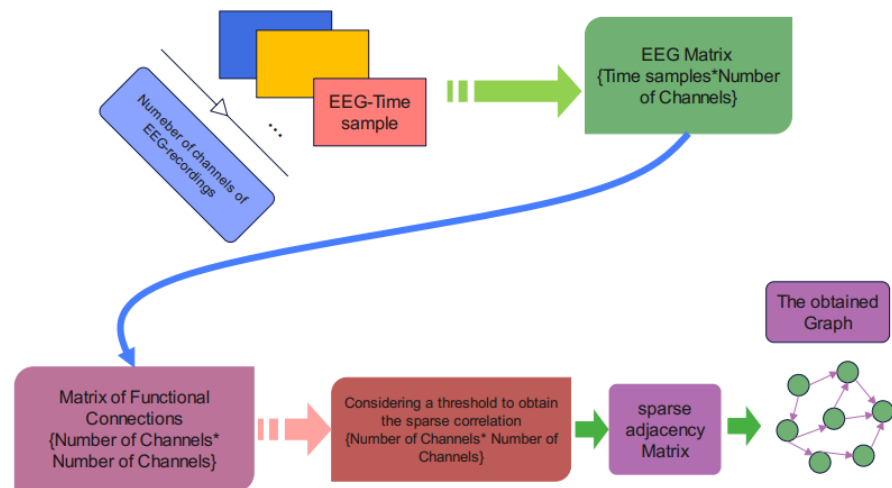 Numeber of channels of
EEG-recordings
...
EEG-Time
sample
EEG Matrix
{Time samples*Number
of Channels}
Matrix of Functional
Connections
{Number of Channels*
Number of Channels}
Considering a threshold to obtain
the sparse correlation
{Number of Channels* Number of
Channels}
sparse
adjacency
Matrix
The obtained
Graph